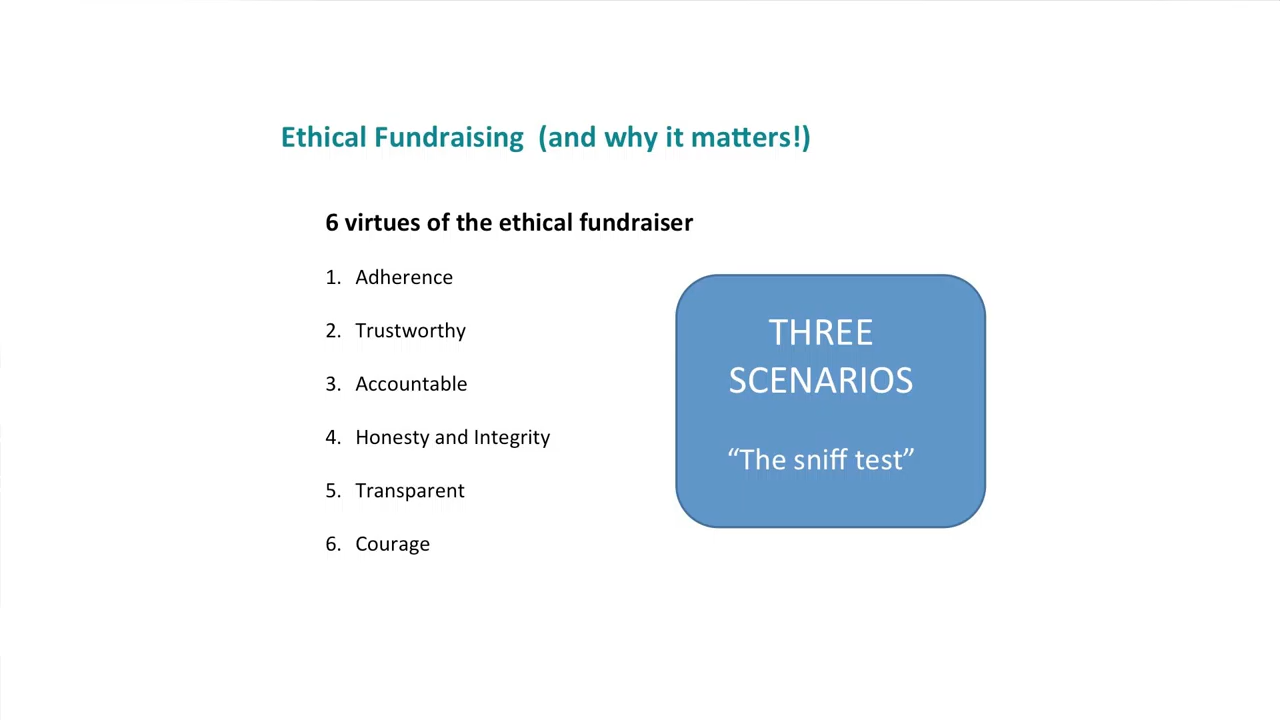 Ethical Fundraising (and why it matters!)
6 virtues of the ethical fundraiser
1. Adherence
2. Trustworthy
3. Accountable
4. Honesty and Integrity
5. Transparent
6. Courage
THREE
SCENARIOS
“The sniff test”